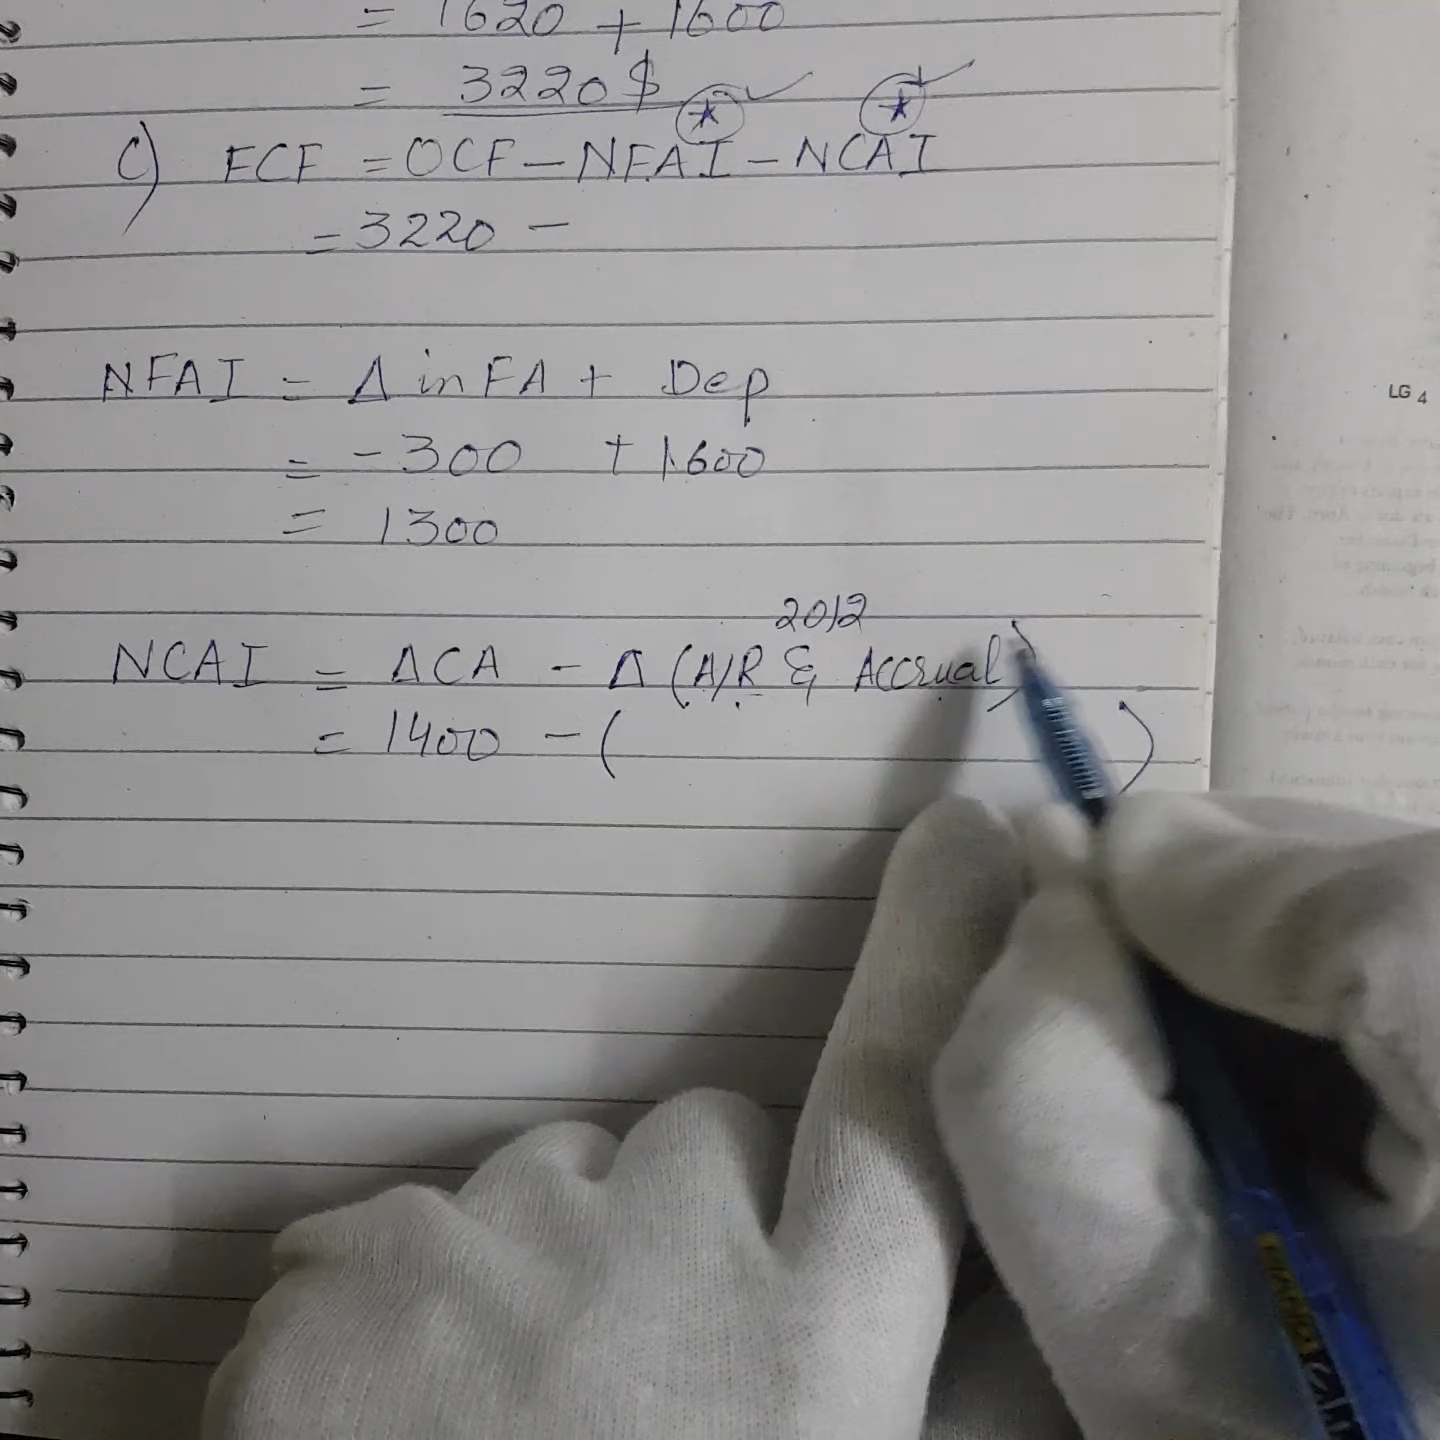 = 1620 + 1600
= 3220 $
C) FCF = OCF - NFAI - NCAI
= 3220 -
NFAI = Δ in FA + Dep
= -300 + 1600
= 1300
2012
NCAI = ΔCA - Δ (A/R & Accrual)
= 1400 - ( )
LG 4